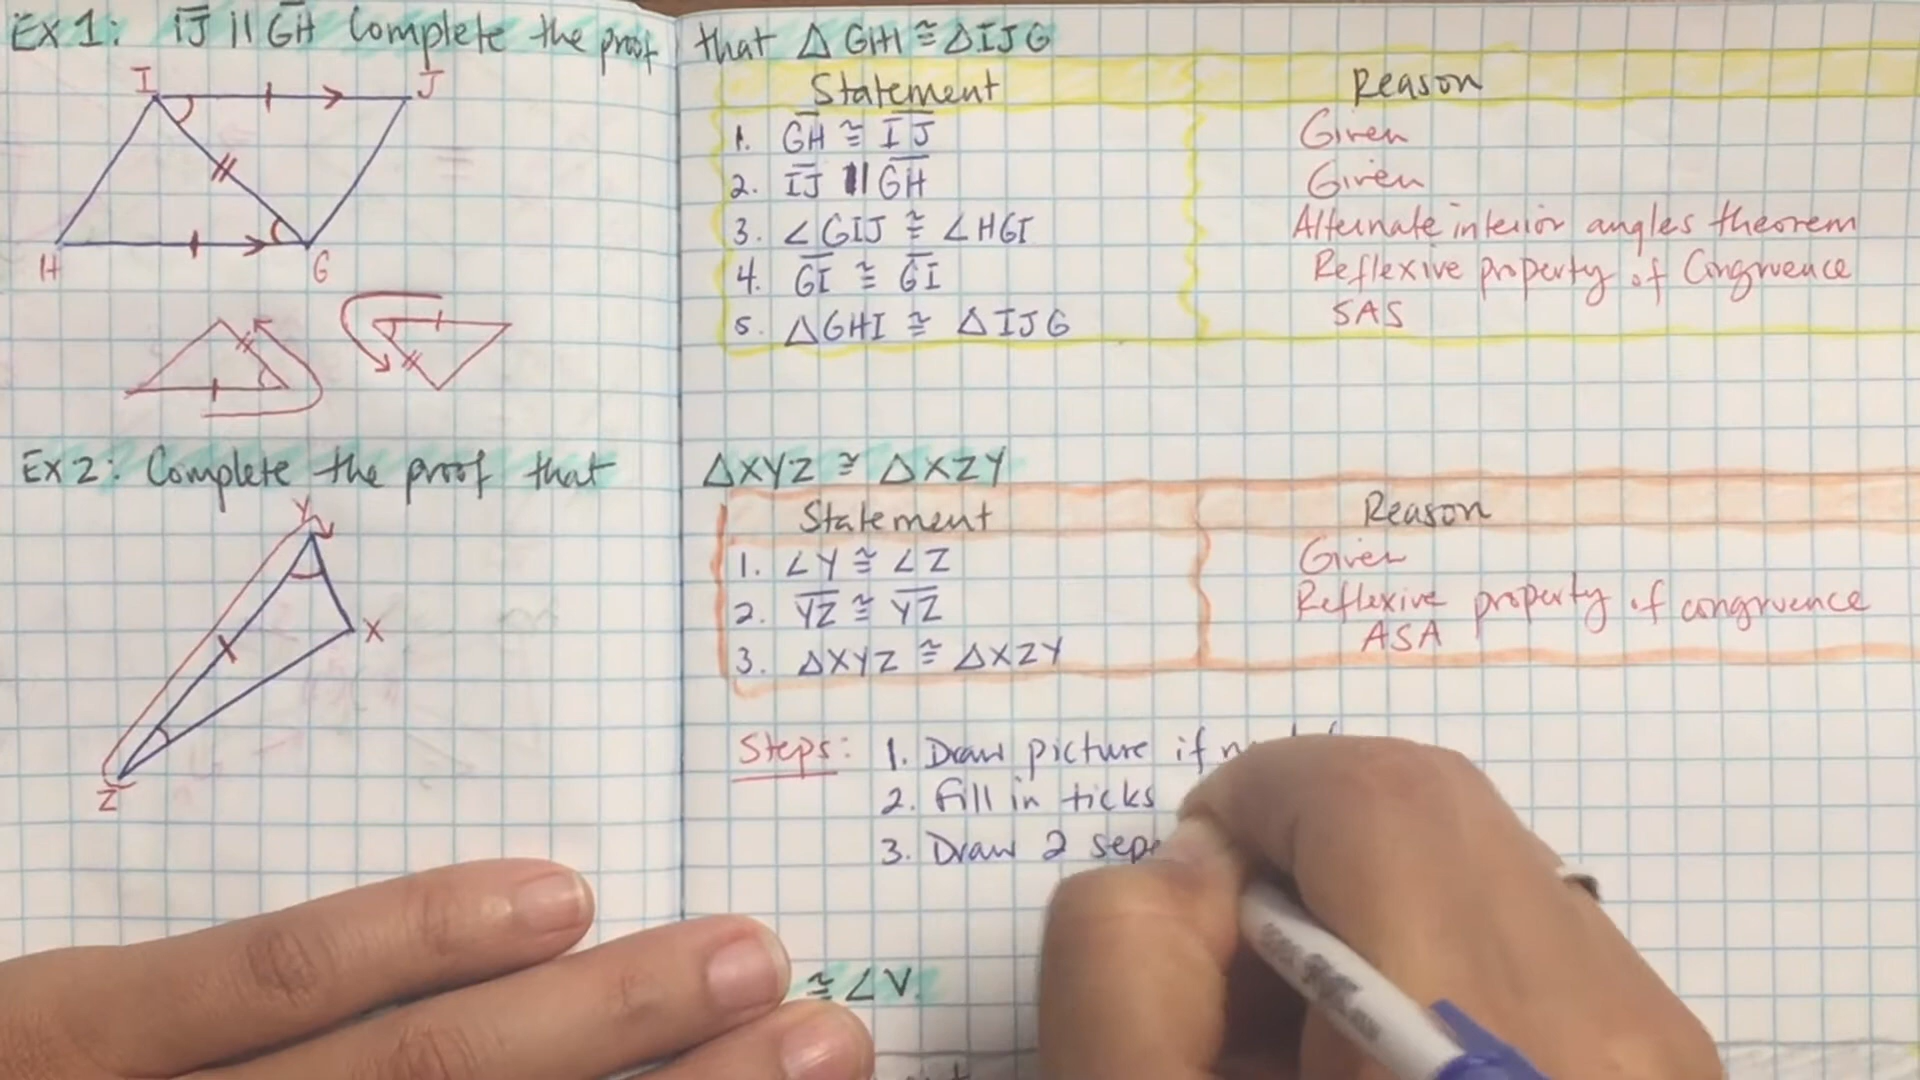 EX 1: IJ || GH Complete the proof that △ GHI ≅ △ IJG
I
J
H
G
Statement Reason
1. GH ≅ IJ Given
2. IJ || GH Given
3. ∠GIJ ≅ ∠HGI Alternate interior angles theorem
4. GI ≅ GI Reflexive property of Congruence
5. △GHI ≅ △IJG SAS
EX 2: Complete the proof that △XYZ ≅ △XZY
Y
X
Z
Statement Reason
1. ∠Y ≅ ∠Z Given
2. YZ ≅ YZ Reflexive property of congruence
3. △XYZ ≅ △XZY ASA
Steps: 1. Draw picture if
2. Fill in ticks
3. Draw 2
≅ ∠V